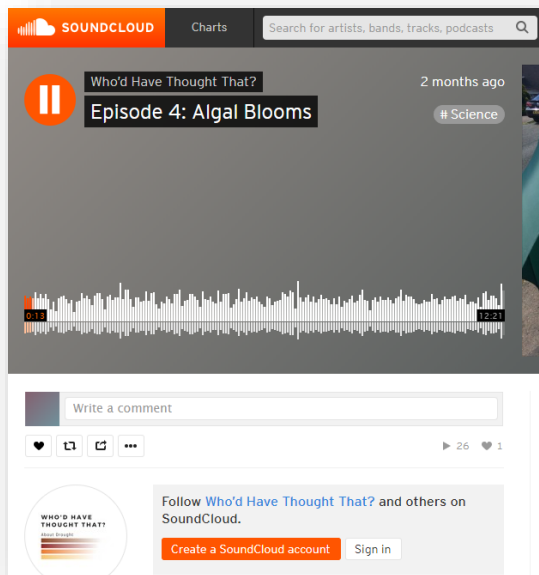 SOUNDCLOUD
Charts
Search for artists, bands, tracks, podcasts
Who'd Have Thought That?
2 months ago
Episode 4: Algal Blooms
# Science
0:13
12:21
Write a comment
26
1
WHO'D HAVE
THOUGHT THAT?
About Drought
Follow Who'd Have Thought That? and others on
SoundCloud.
Create a SoundCloud account
Sign in